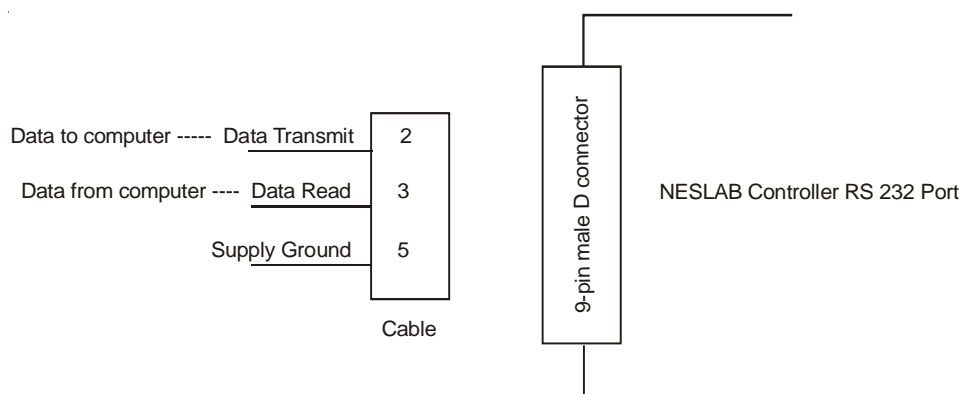 Data to computer ----- Data Transmit 2
Data from computer ---- Data Read 3
Supply Ground 5
Cable
9-pin male D connector
NESLAB Controller RS 232 Port